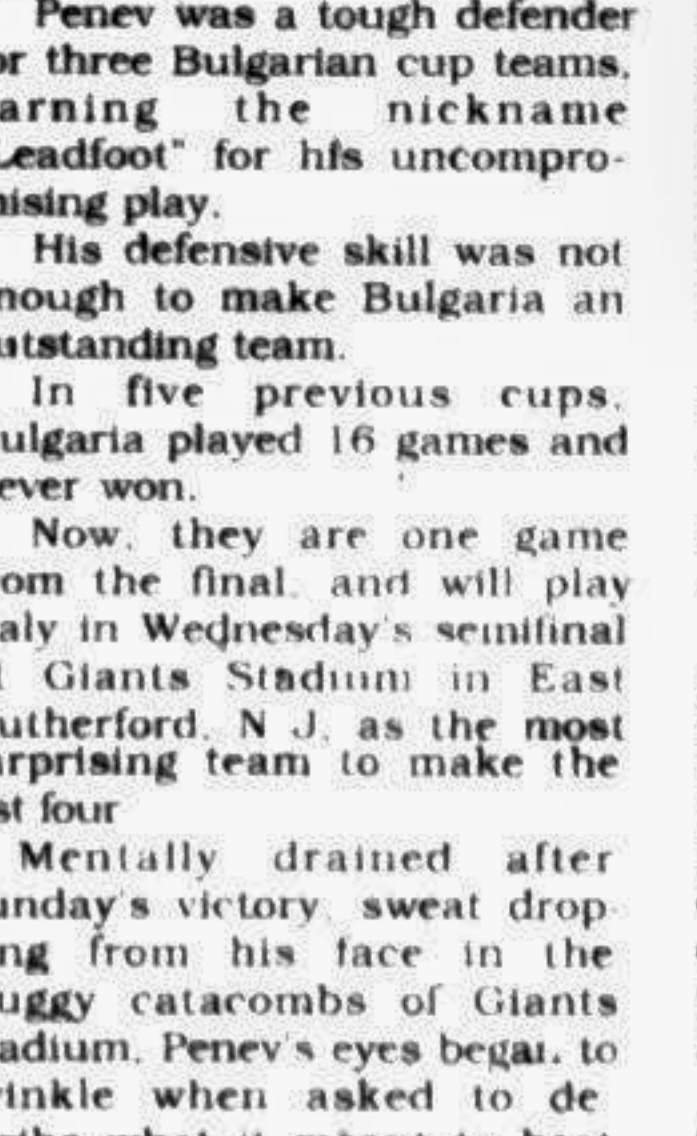 Penev was a tough defender
or three Bulgarian cup teams,
arning the nickname
Leadfoot" for his uncompro-
nising play.
His defensive skill was not
nough to make Bulgaria an
utstanding team.
In five previous cups,
ulgaria played 16 games and
ever won.
Now, they are one game
om the final, and will play
aly in Wednesday's semifinal
t Giants Stadium in East
utherford, N J, as the most
urprising team to make the
st four
Mentally drained after
unday's victory, sweat drop-
ing from his face in the
uggy catacombs of Giants
adium, Penev's eyes began to
inkle when asked to de